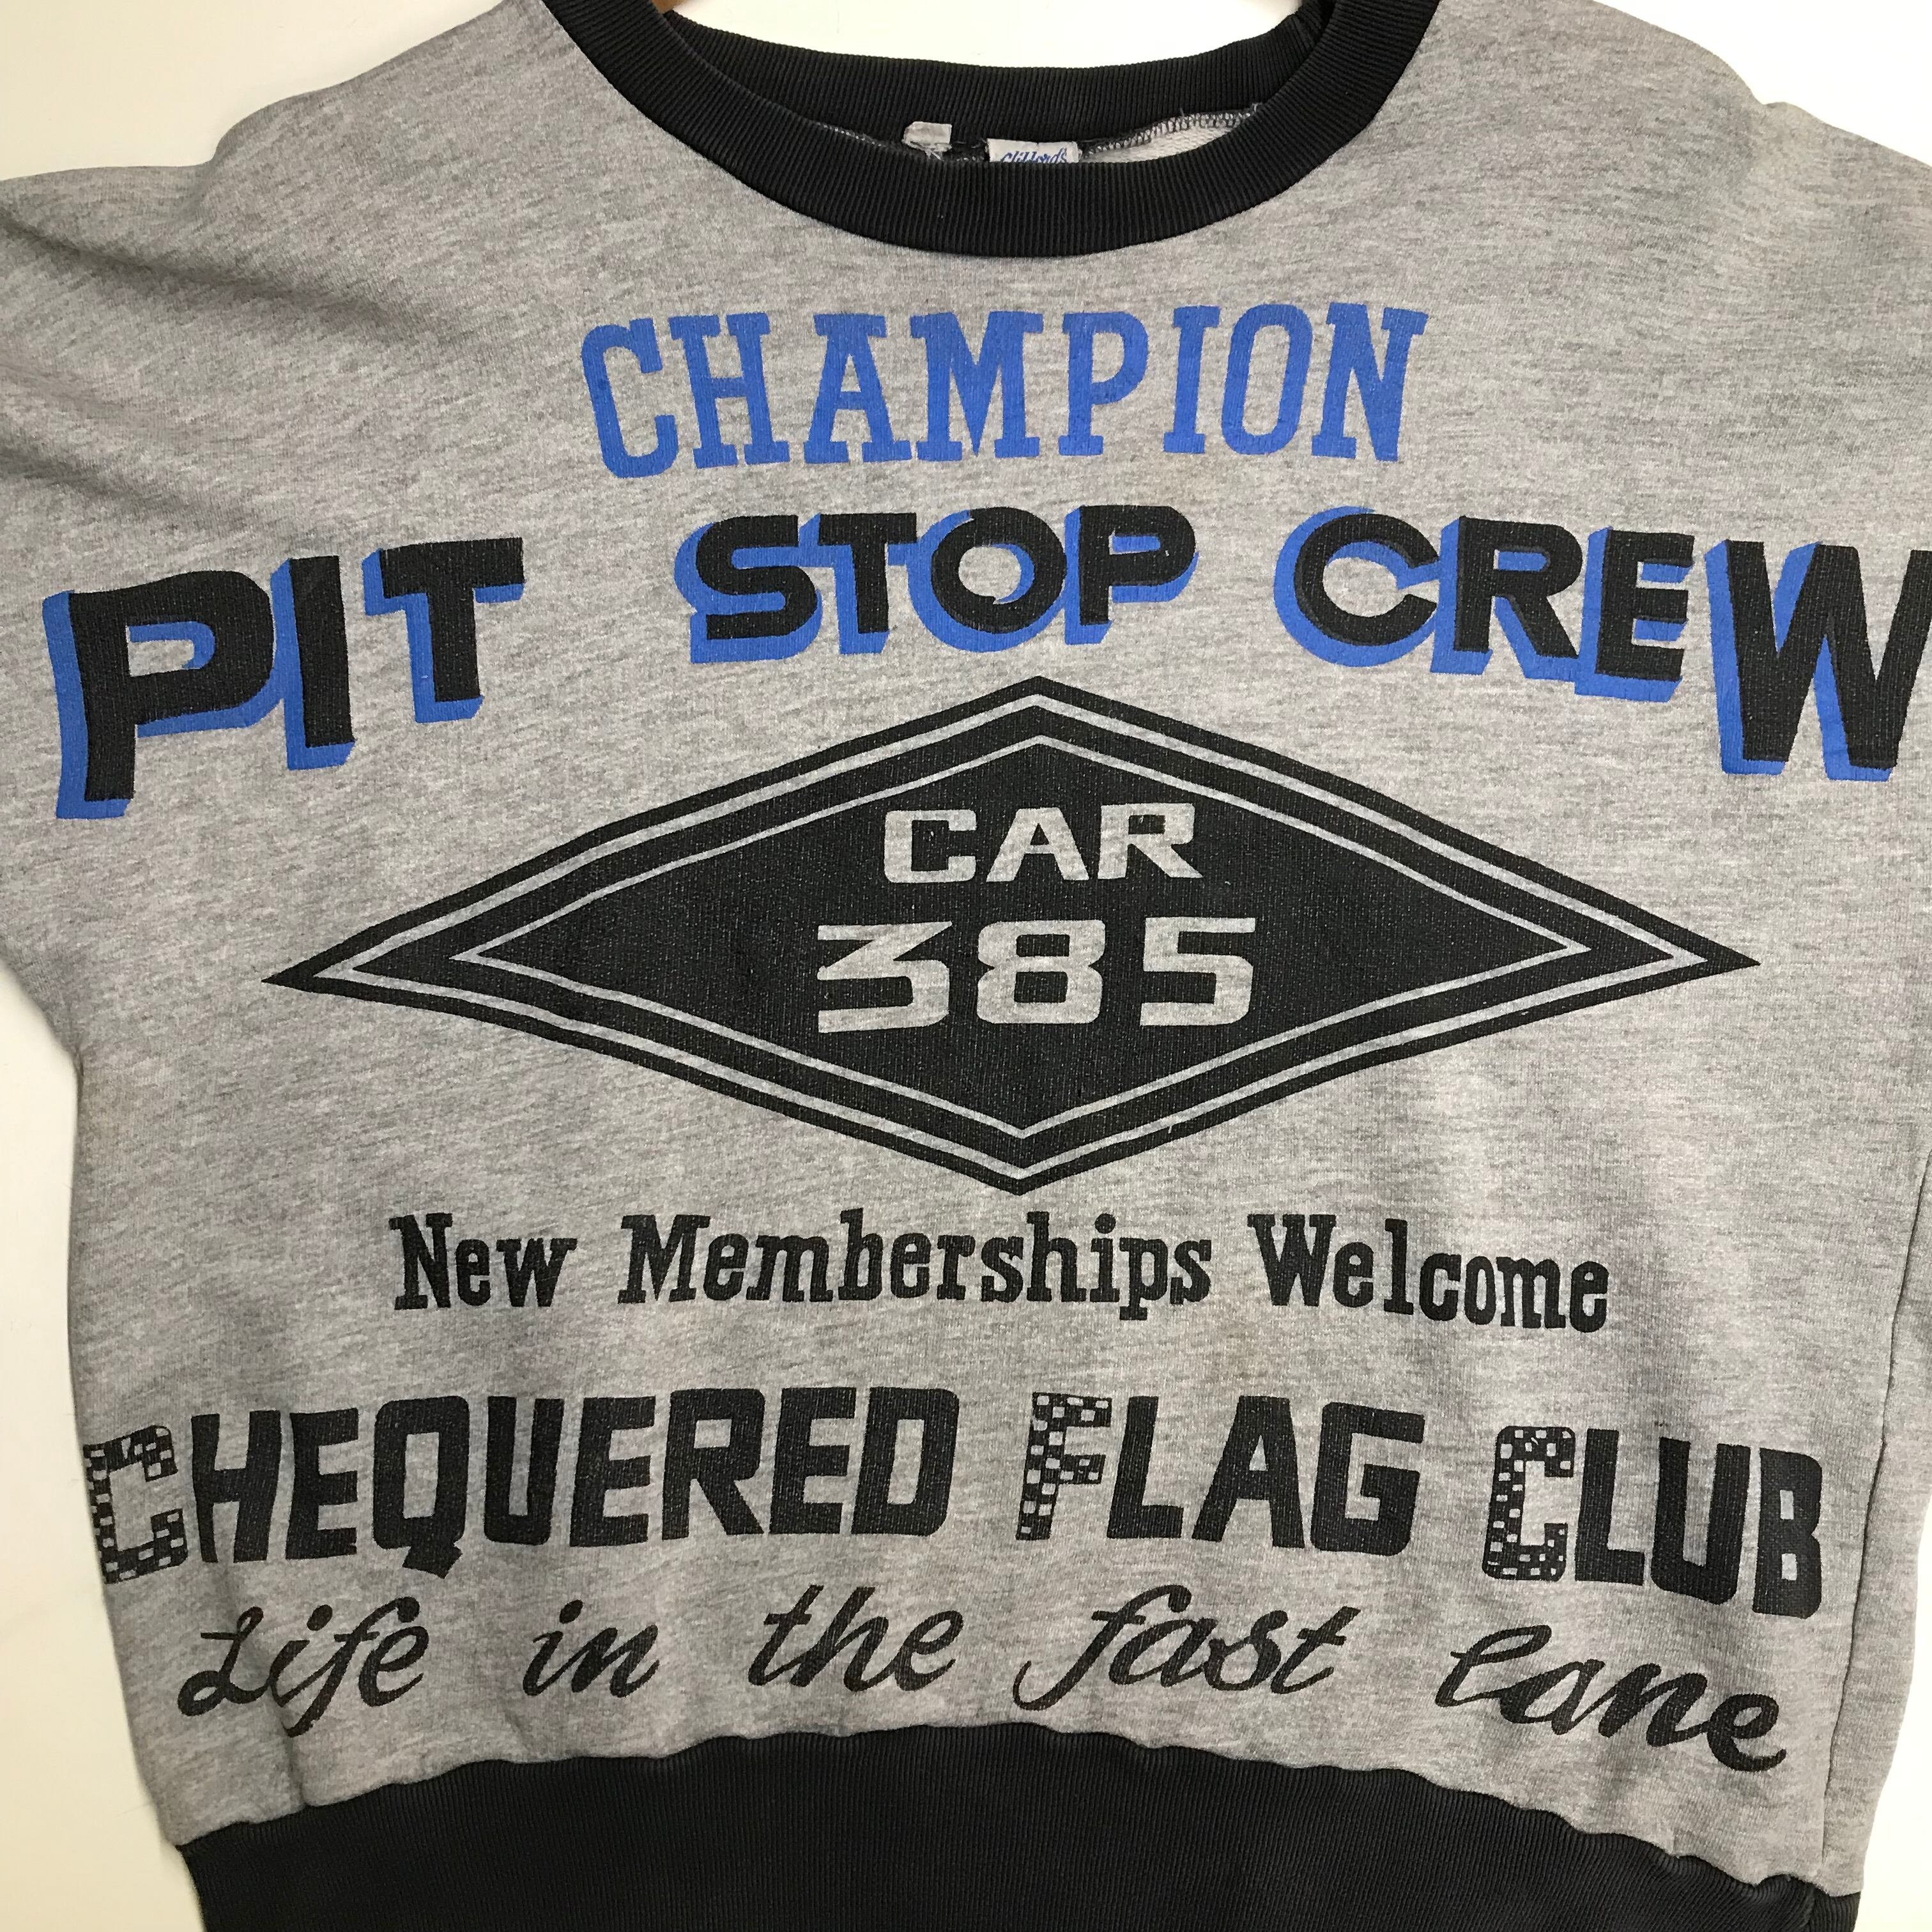 CHAMPION
PIT STOP CREW
CAR
385
New Memberships Welcome
CHEQUERED FLAG CLUB
Life in the fast lane